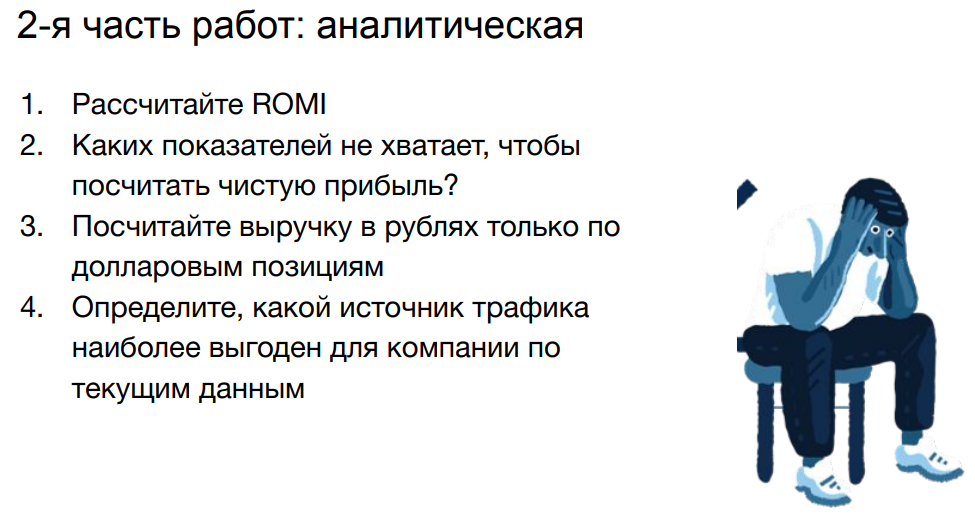 2-я часть работ: аналитическая
1. Рассчитайте ROMI
2. Каких показателей не хватает, чтобы
посчитать чистую прибыль?
3. Посчитайте выручку в рублях только по
долларовым позициям
4. Определите, какой источник трафика
наиболее выгоден для компании по
текущим данным